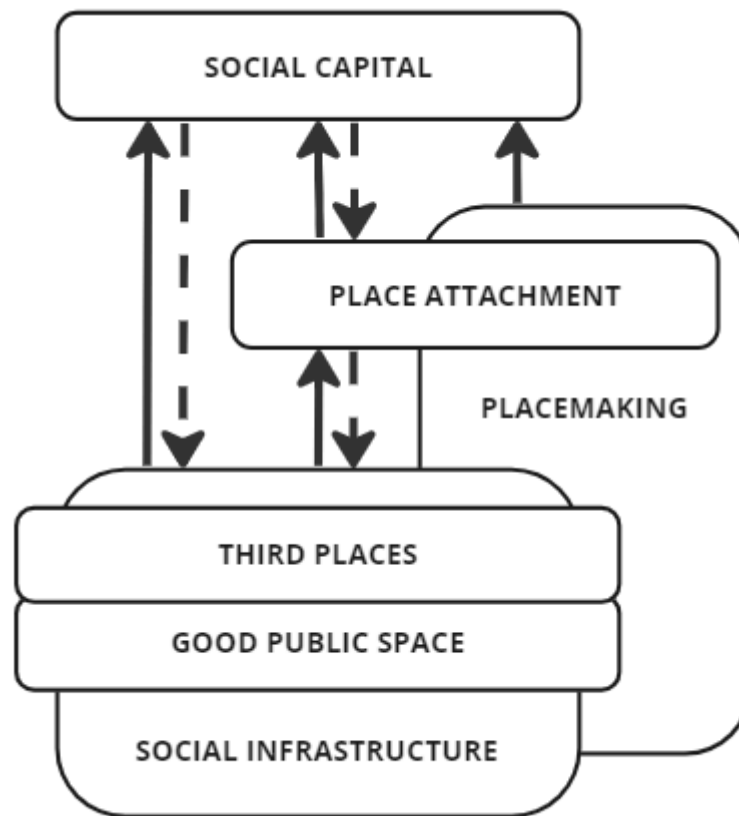 SOCIAL CAPITAL
PLACE ATTACHMENT
PLACEMAKING
THIRD PLACES
GOOD PUBLIC SPACE
SOCIAL INFRASTRUCTURE